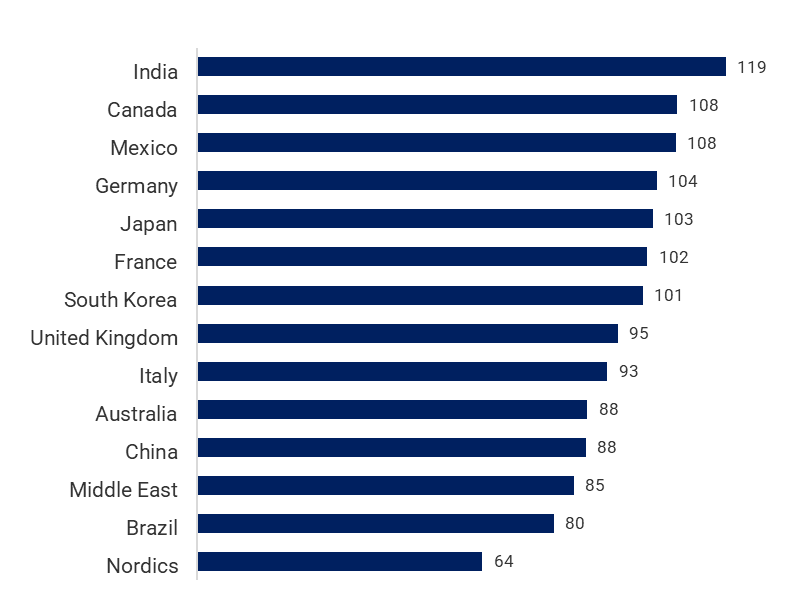 India 119
Canada 108
Mexico 108
Germany 104
Japan 103
France 102
South Korea 101
United Kingdom 95
Italy 93
Australia 88
China 88
Middle East 85
Brazil 80
Nordics 64